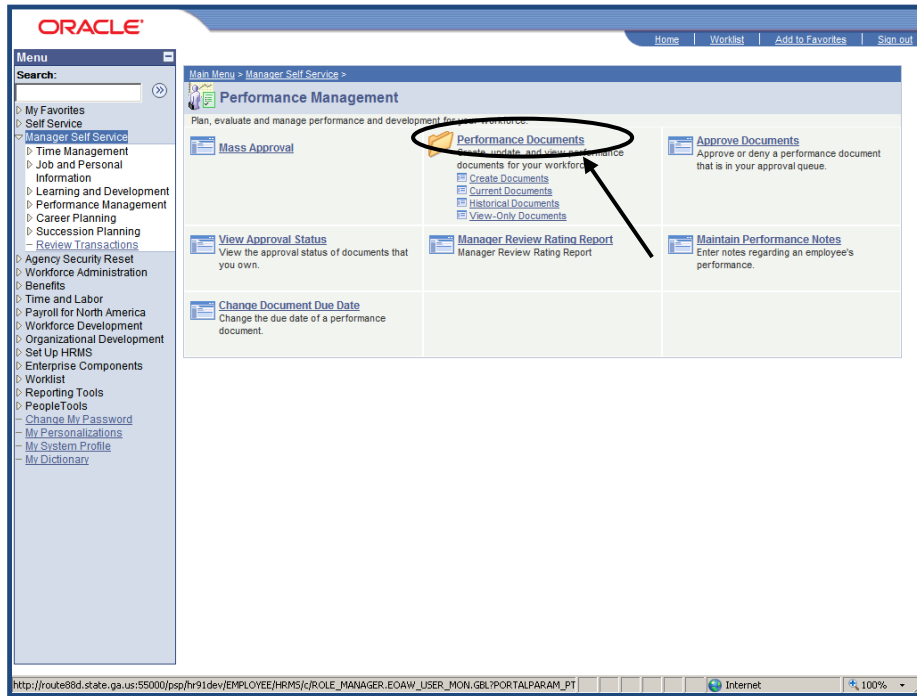 ORACLE'
Home | Worklist | Add to Favorites | Sign out
Menu
Search:
My Favorites
Self Service
Manager Self Service
Time Management
Job and Personal
Information
Learning and Development
Performance Management
Career Planning
Succession Planning
Review Transactions
Agency Security Reset
Workforce Administration
Benefits
Time and Labor
Payroll for North America
Workforce Development
Organizational Development
Set Up HRMS
Enterprise Components
Worklist
Reporting Tools
PeopleTools
Change My Password
My Personalizations
My System Profile
My Dictionary
Main Menu > Manager Self Service >
Performance Management
Plan, evaluate and manage performance and development for your workforce.
Mass Approval
Performance Documents
Create, update, and view performance
documents for your workforce.
Create Documents
Current Documents
Historical Documents
View-Only Documents
Approve Documents
Approve or deny a performance document
that is in your approval queue.
View Approval Status
View the approval status of documents that
you own.
Manager Review Rating Report
Manager Review Rating Report
Maintain Performance Notes
Enter notes regarding an employee's
performance.
Change Document Due Date
Change the due date of a performance
document.
http://route88d.state.ga.us:55000/psp/hr91dev/EMPLOYEE/HRMS/c/ROLE_MANAGER.EOAW_USER_MON.GBL?PORTALPARAM_PT
Internet
100%